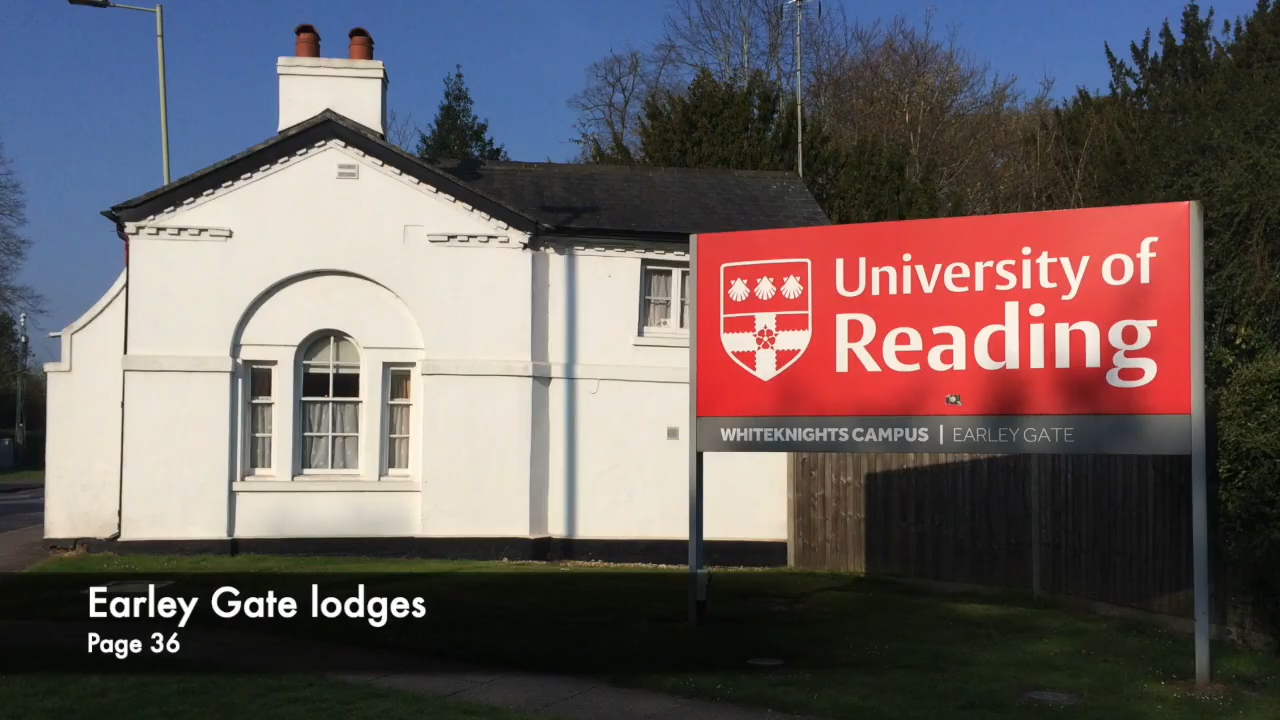 University of
Reading
WHITEKNIGHTS CAMPUS | EARLEY GATE
Earley Gate lodges
Page 36